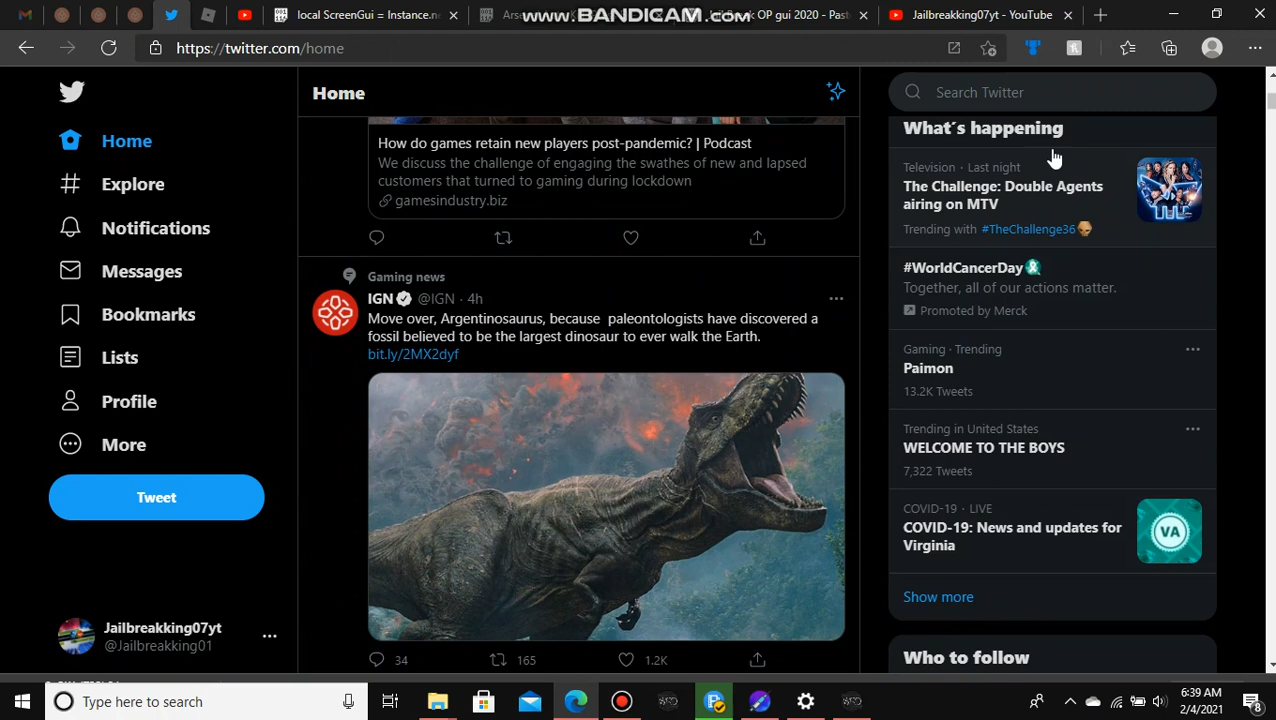 local ScreenGui = Instance.n
www.BANDICAM.com
OP gui 2020 - Past
Jailbreakking07yt - YouTube
https://twitter.com/home
Home
Explore
Notifications
Messages
Bookmarks
Lists
Profile
More
Tweet
Jailbreakking07yt
@Jailbreakking01
Home
How do games retain new players post-pandemic? | Podcast
We discuss the challenge of engaging the swathes of new and lapsed
customers that turned to gaming during lockdown
gamesindustry.biz
Gaming news
IGN @IGN · 4h
Move over, Argentinosaurus, because paleontologists have discovered a
fossil believed to be the largest dinosaur to ever walk the Earth.
bit.ly/2MX2dyf
34 165 1.2K
Search Twitter
What's happening
Television · Last night
The Challenge: Double Agents
airing on MTV
Trending with #TheChallenge36
#WorldCancerDay
Together, all of our actions matter.
Promoted by Merck
Gaming · Trending
Paimon
13.2K Tweets
Trending in United States
WELCOME TO THE BOYS
7,322 Tweets
COVID-19 · LIVE
COVID-19: News and updates for
Virginia
VA
Show more
Who to follow
Type here to search
6:39 AM
2/4/2021
8